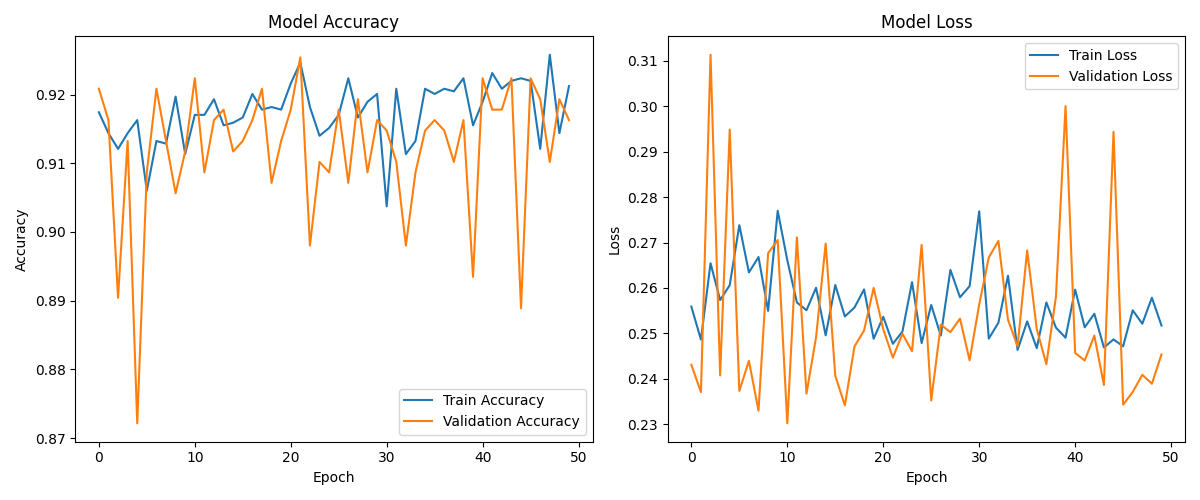 Model Accuracy
Accuracy
0.92
0.91
0.90
0.89
0.88
0.87
0
10
20
30
40
50
Epoch
Train Accuracy
Validation Accuracy
Model Loss
Loss
0.31
0.30
0.29
0.28
0.27
0.26
0.25
0.24
0.23
0
10
20
30
40
50
Epoch
Train Loss
Validation Loss